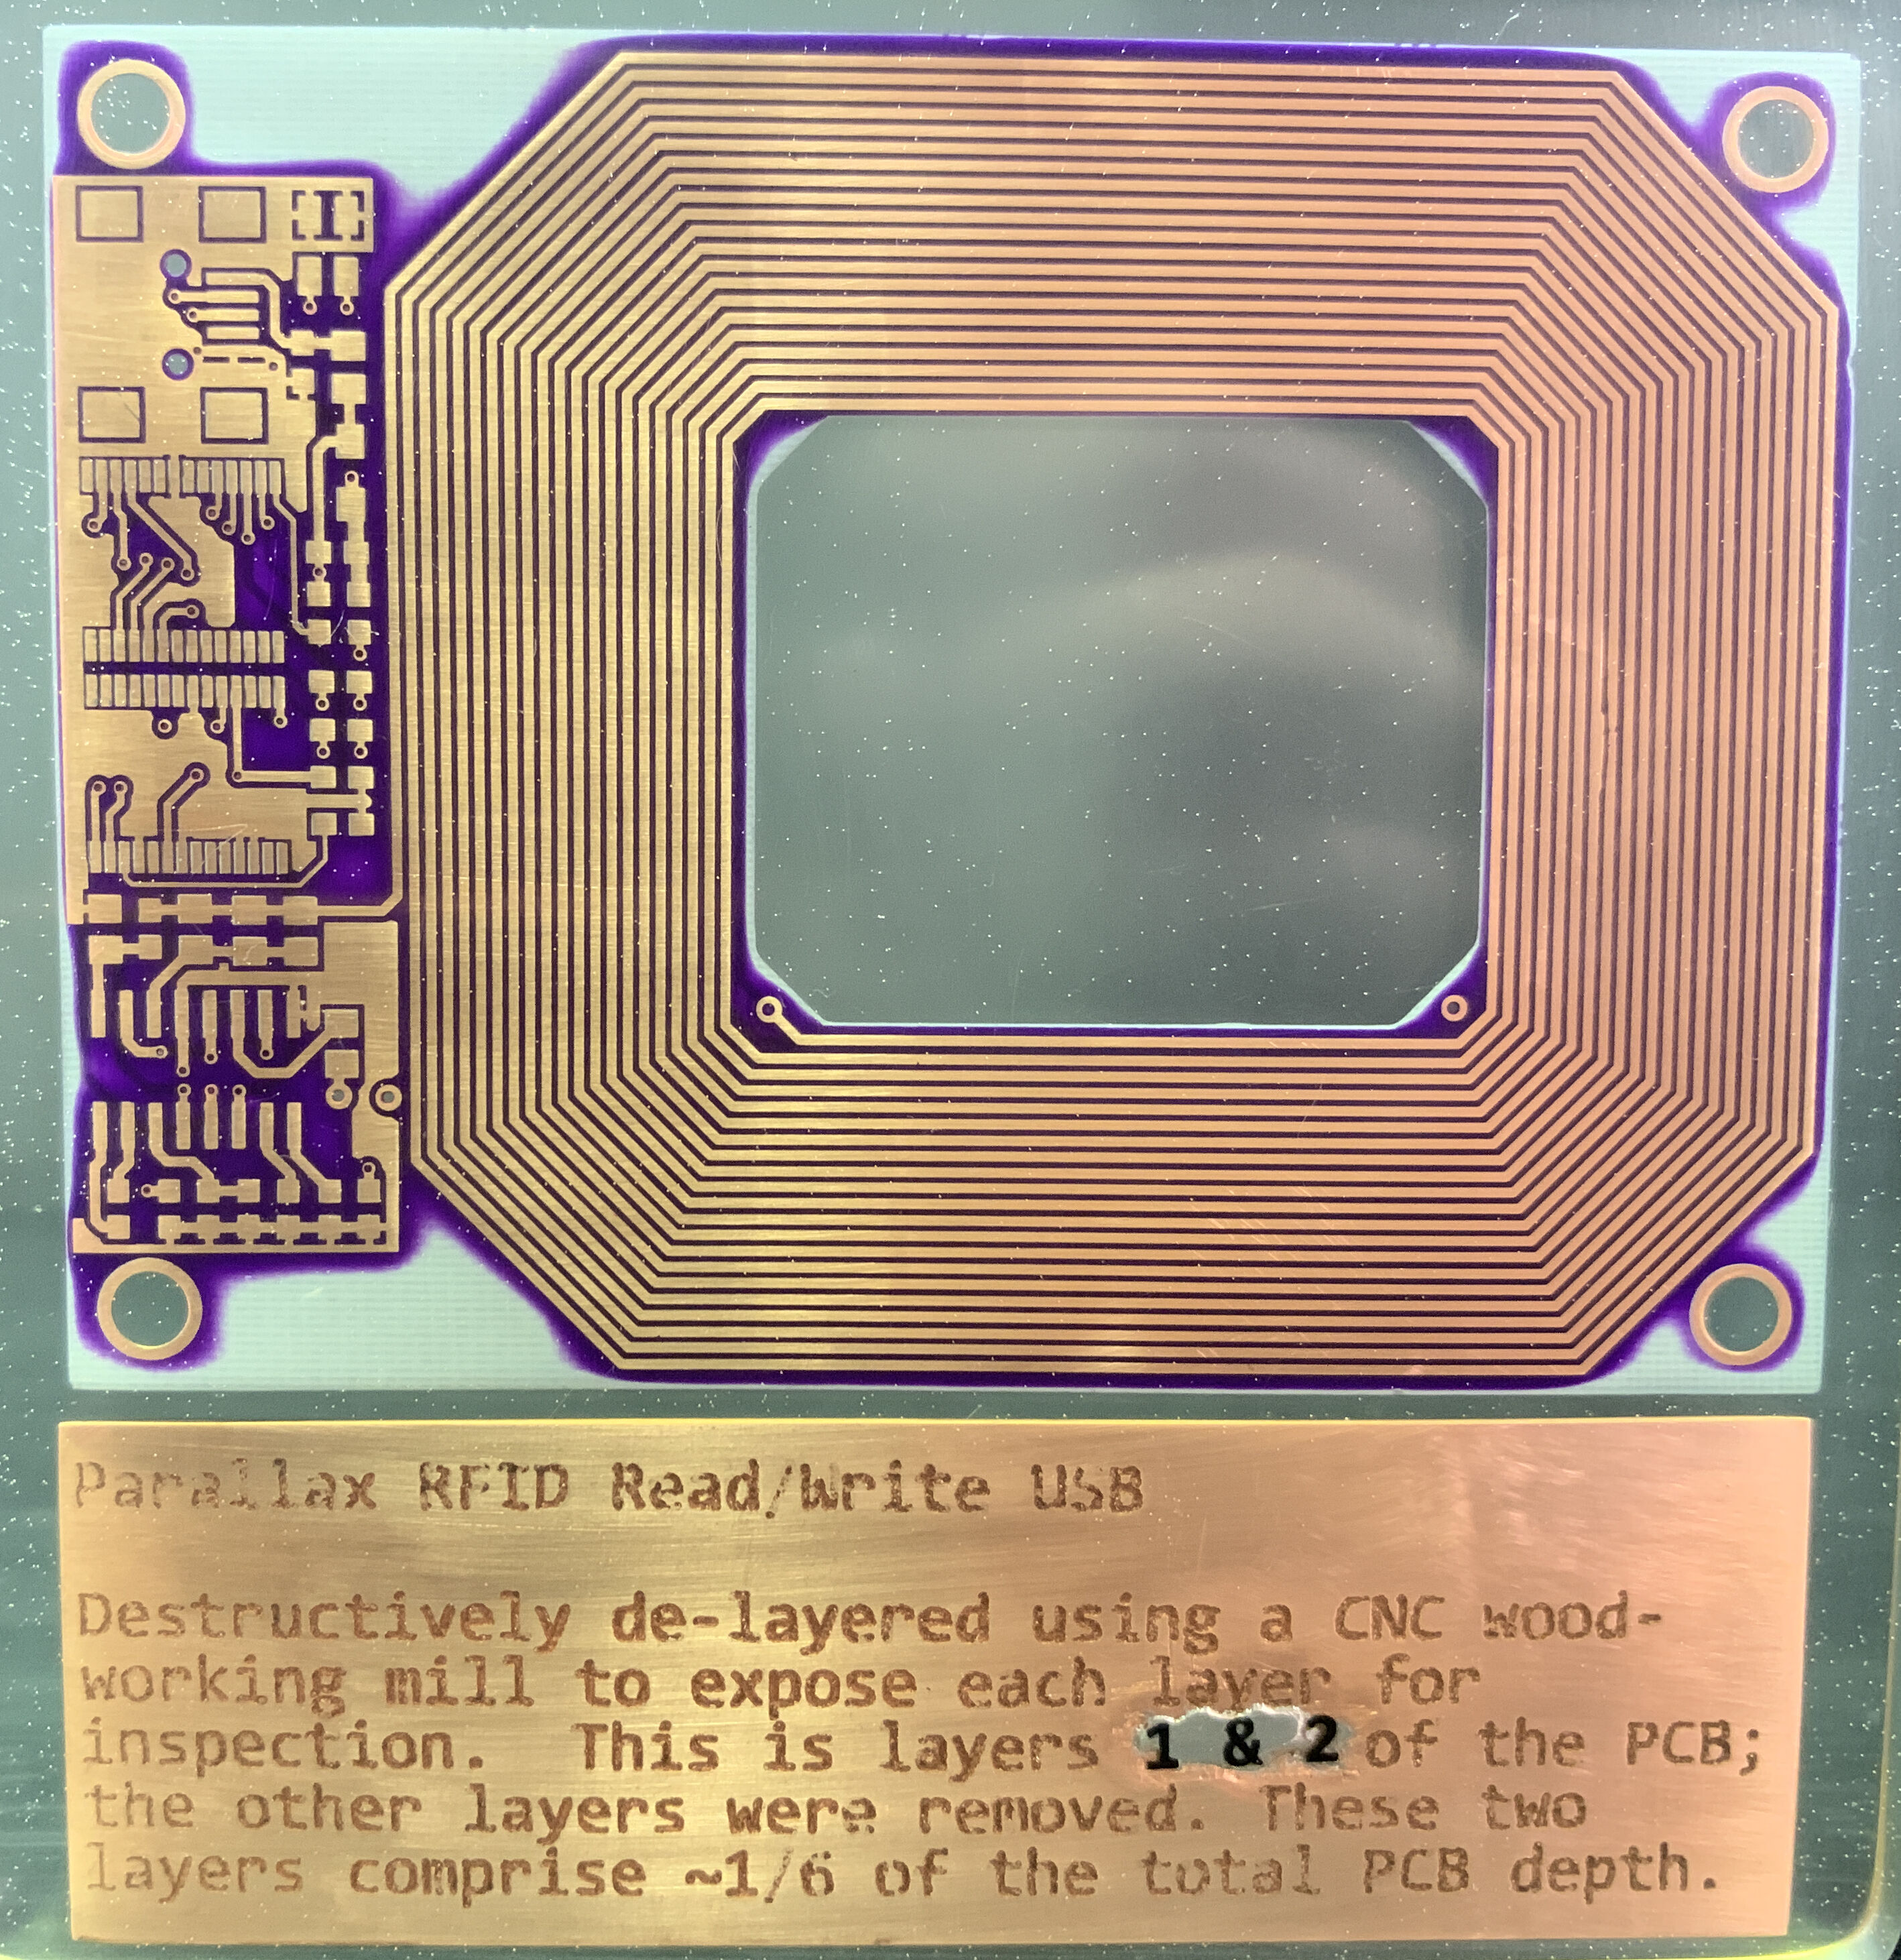 Parallax RFID Read/Write USB
Destructively de-layered using a CNC wood-
working mill to expose each layer for
inspection. This is layers 1 & 2 of the PCB;
the other layers were removed. These two
layers comprise ~1/6 of the total PCB depth.